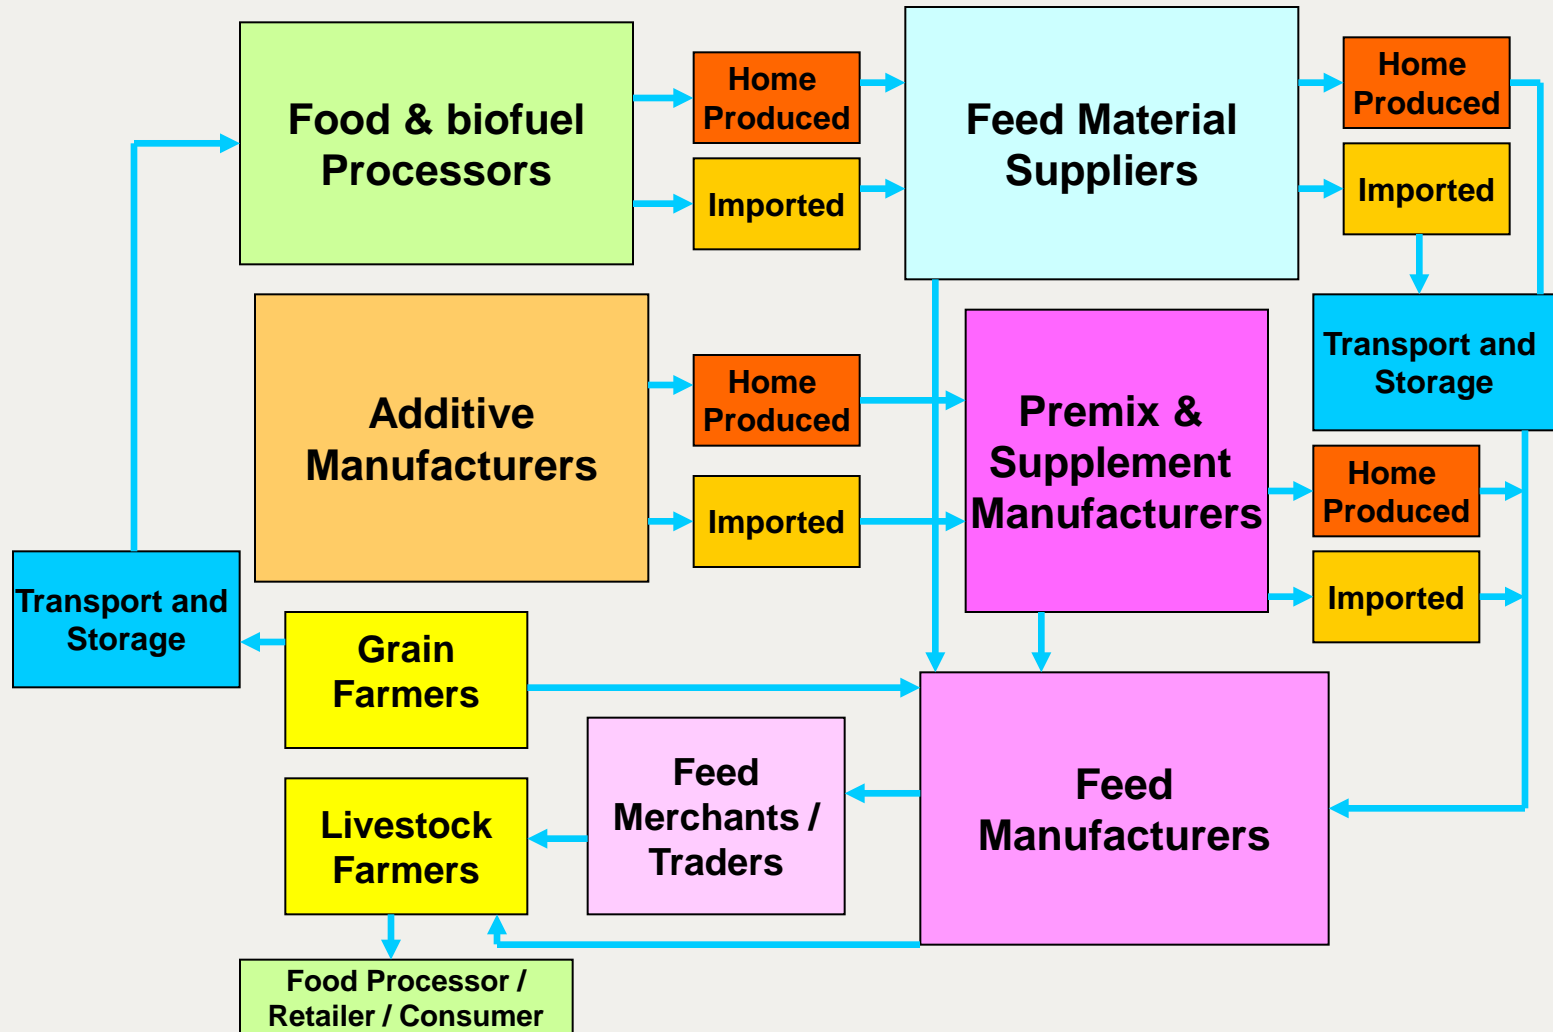 Food & biofuel
Processors
Home
Produced
Imported
Feed Material
Suppliers
Home
Produced
Imported
Transport and
Storage
Additive
Manufacturers
Home
Produced
Imported
Premix &
Supplement
Manufacturers
Home
Produced
Imported
Transport and
Storage
Grain
Farmers
Livestock
Farmers
Feed
Merchants /
Traders
Feed
Manufacturers
Food Processor /
Retailer / Consumer